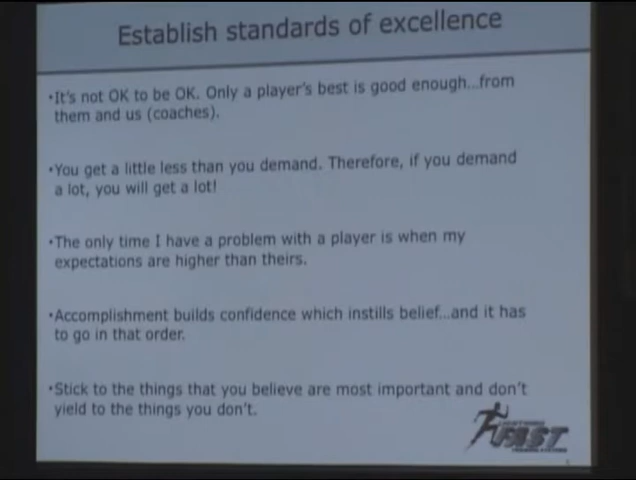 Establish standards of excellence
•It's not OK to be OK. Only a player's best is good enough...from
them and us (coaches).
•You get a little less than you demand. Therefore, if you demand
a lot, you will get a lot!
•The only time I have a problem with a player is when my
expectations are higher than theirs.
•Accomplishment builds confidence which instills belief...and it has
to go in that order.
•Stick to the things that you believe are most important and don't
yield to the things you don't.
FAST